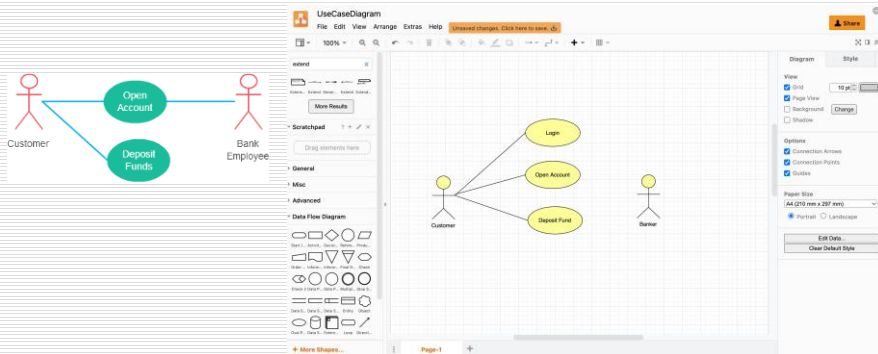 Open
Account
Customer
Bank
Employee
Deposit
Funds
UseCaseDiagram
File Edit View Arrange Extras Help Unsaved changes. Click here to save.
Share
100%
extend
More Results
Scratchpad
Drag elements here
General
Misc
Advanced
Data Flow Diagram
+ More Shapes...
Login
Open Account
Deposit Fund
Customer
Banker
Page-1
Diagram Style
View
Grid 10 pt
Page View
Background Change
Shadow
Options
Connection Arrows
Connection Points
Guides
Paper Size
A4 (210 mm x 297 mm)
Portrait Landscape
Edit Data...
Clear Default Style